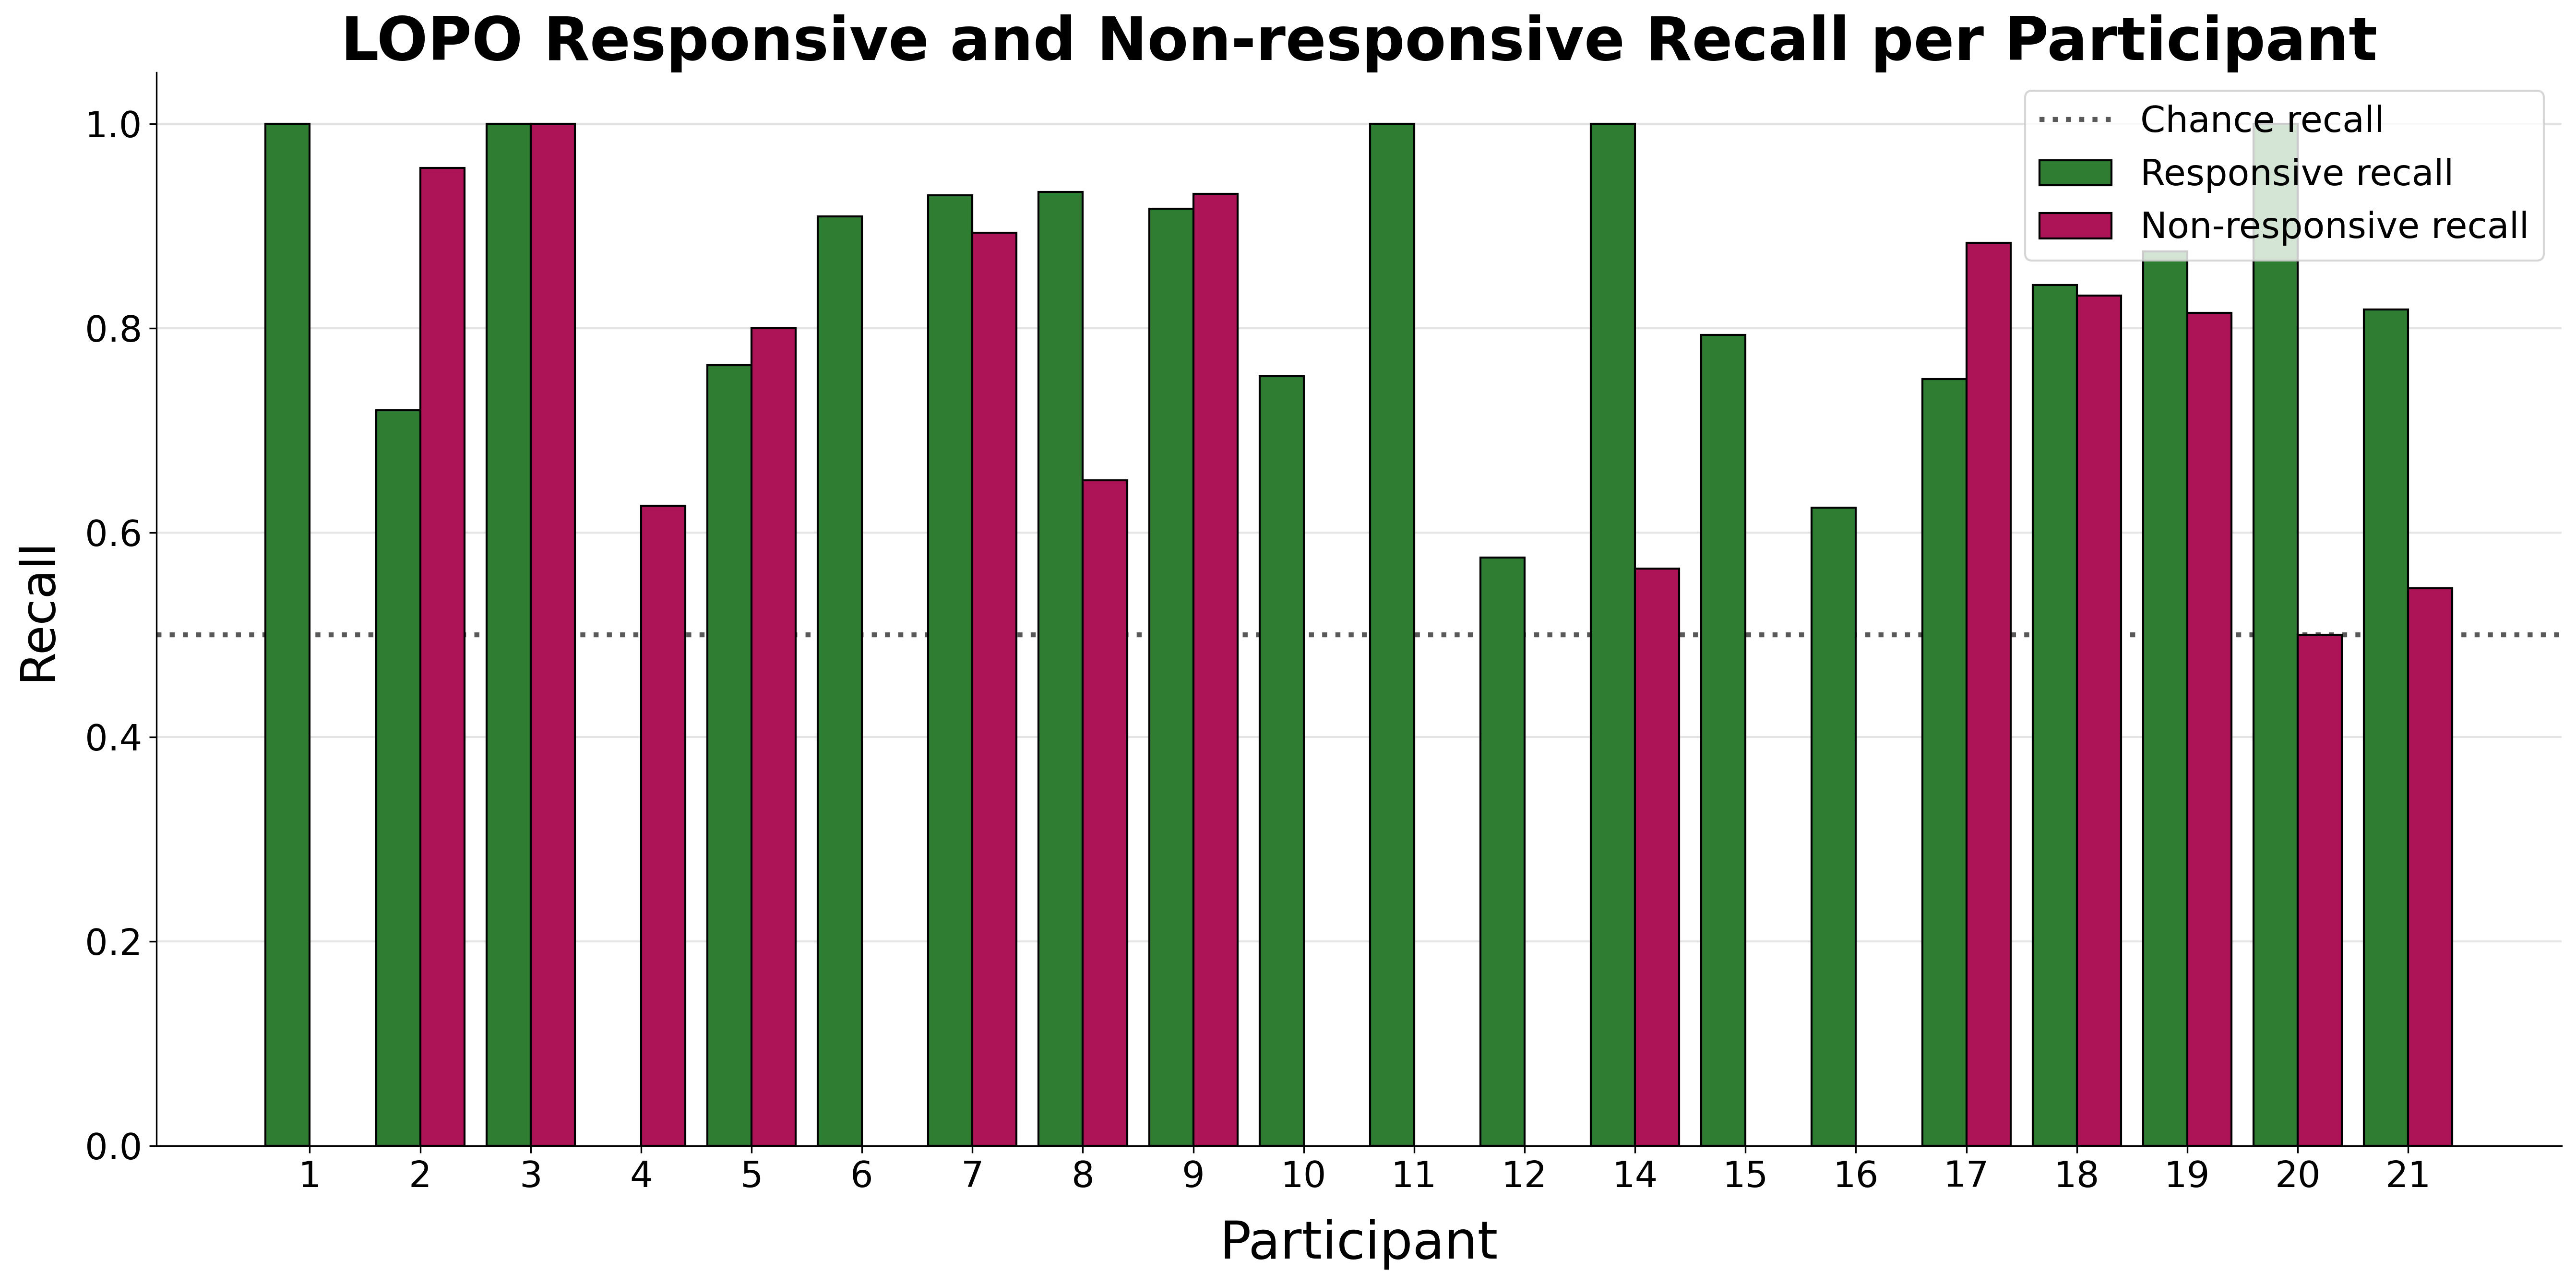 LOPO Responsive and Non-responsive Recall per Participant
Chance recall
Responsive recall
Non-responsive recall
1.0
0.8
0.6
0.4
0.2
0.0
Recall
1 2 3 4 5 6 7 8 9 10 11 12 14 15 16 17 18 19 20 21
Participant